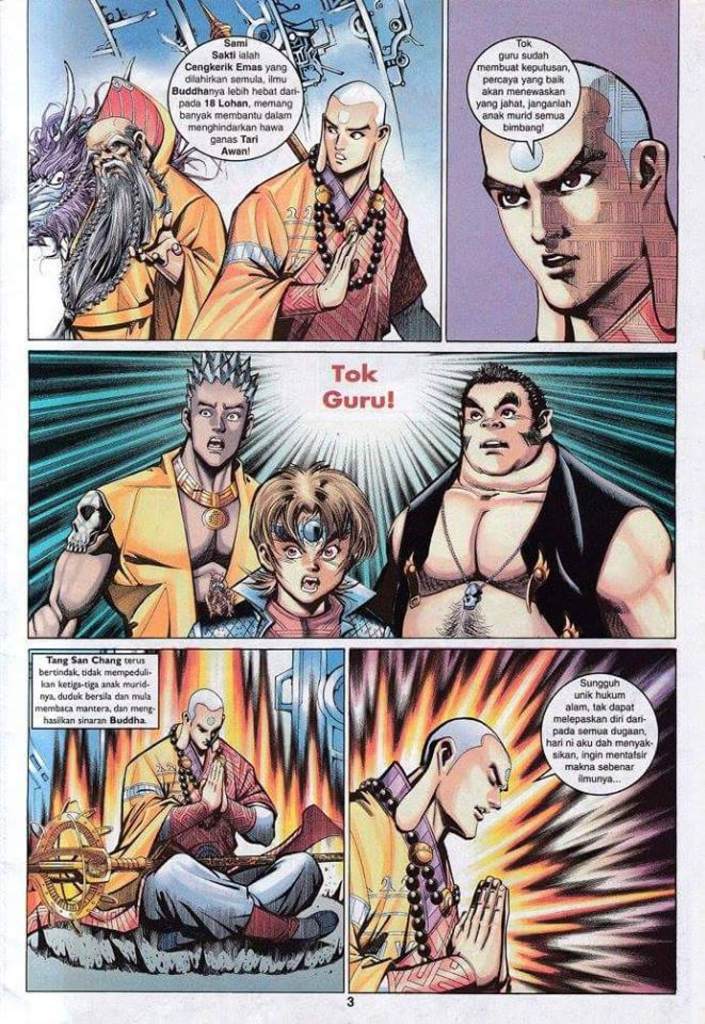 Sami
Sakti ialah
Cengkerik Emas yang
dilahirkan semula, ilmu
Buddhanya lebih hebat dari-
pada 18 Lohan, memang
banyak membantu dalam
menghindarkan hawa
ganas Tari
Awan!
Tok
guru sudah
membuat keputusan,
percaya yang baik
akan menewaskan
yang jahat, janganlah
anak murid semua
bimbang!
Tok
Guru!
Tang San Chang terus
bertindak, tidak mempeduli-
kan ketiga-tiga anak murid-
nya, duduk bersila dan mula
membaca mantera, dan meng-
hasilkan sinaran Buddha.
Sungguh
unik hukum
alam, tak dapat
melepaskan diri dari-
pada semua dugaan,
hari ni aku dah menyak-
sikan, ingin mentafsir
makna sebenar
ilmunya...
3